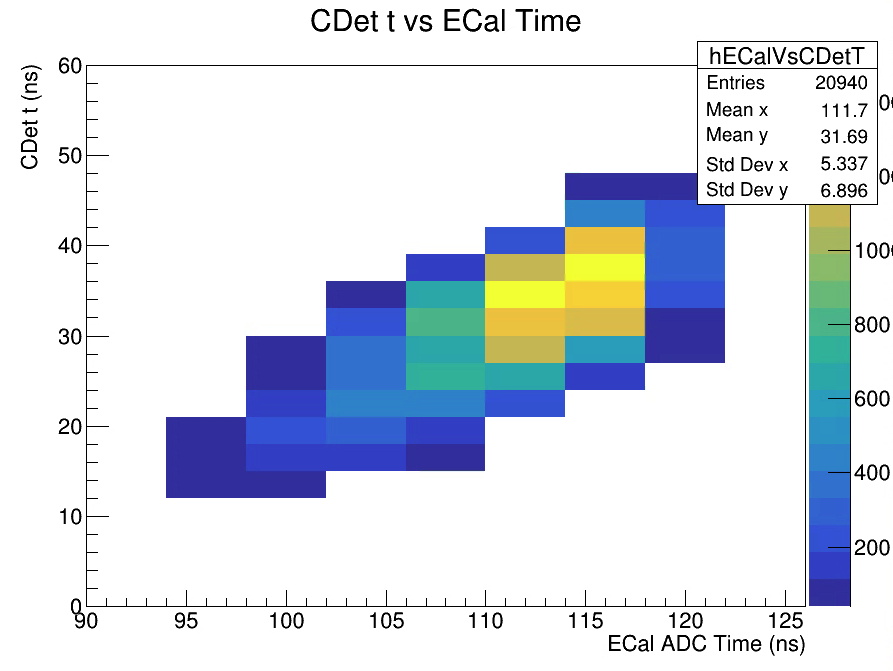 CDet t vs ECal Time
hECalVsCDetT
Entries 20940
Mean x 111.7
Mean y 31.69
Std Dev x 5.337
Std Dev y 6.896
CDet t (ns)
60
50
40
30
20
10
0
90 95 100 105 110 115 120 125
ECal ADC Time (ns)
800
600
400
200